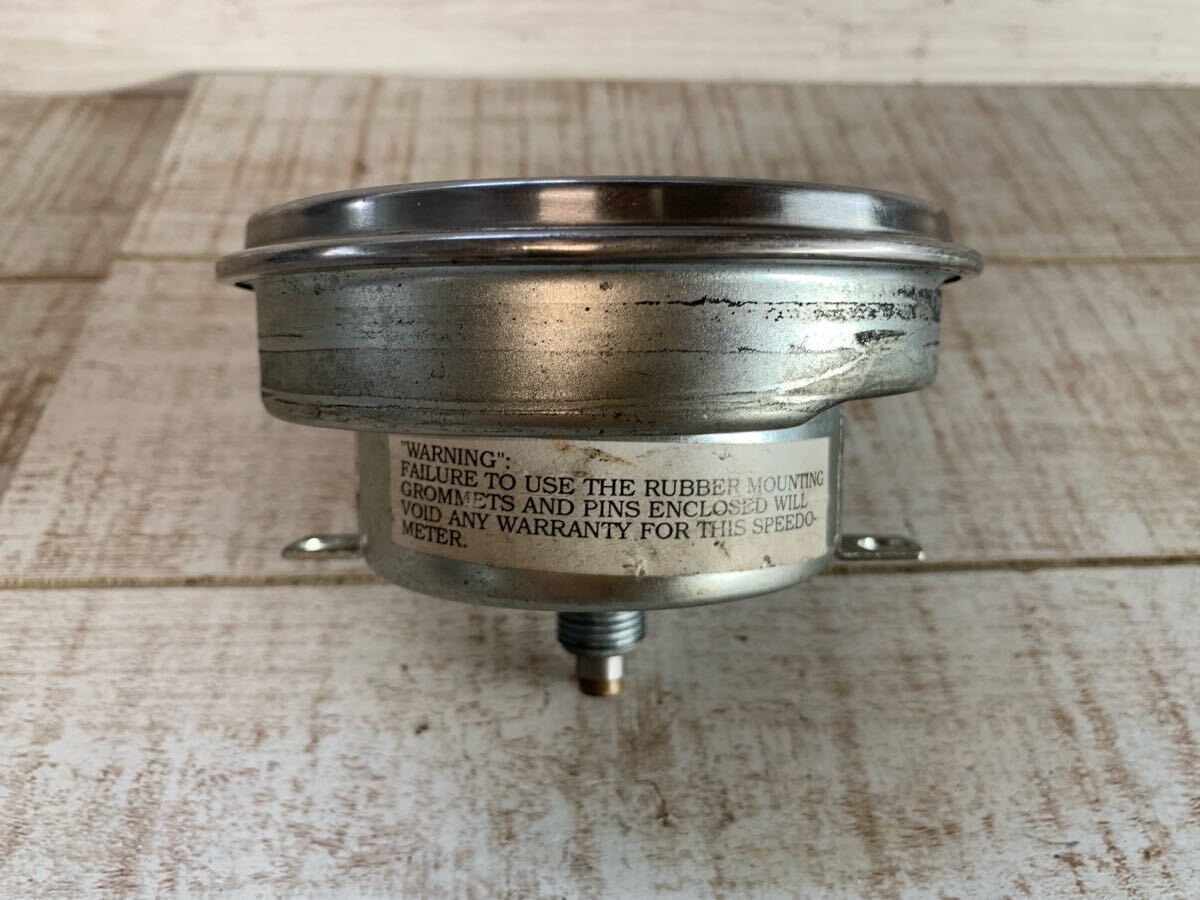 "WARNING":
FAILURE TO USE THE RUBBER MOUNTING
GROMMETS AND PINS ENCLOSED WILL
VOID ANY WARRANTY FOR THIS SPEEDO-
METER.